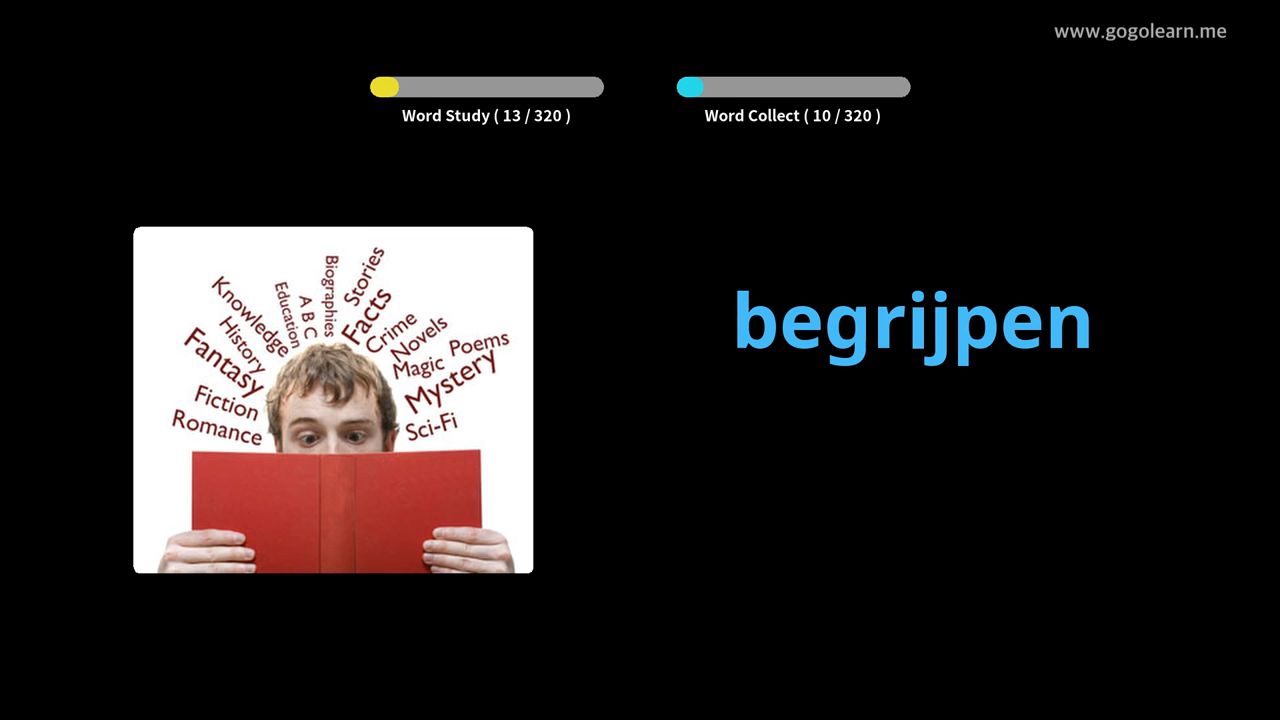 www.gogolearn.me
Word Study ( 13 / 320 )
Word Collect ( 10 / 320 )
begrijpen
Stories
Biographies
Facts
A B C
Education
Knowledge
Crime
History
Novels
Poems
Fantasy
Magic
Mystery
Fiction
Romance
Sci-Fi